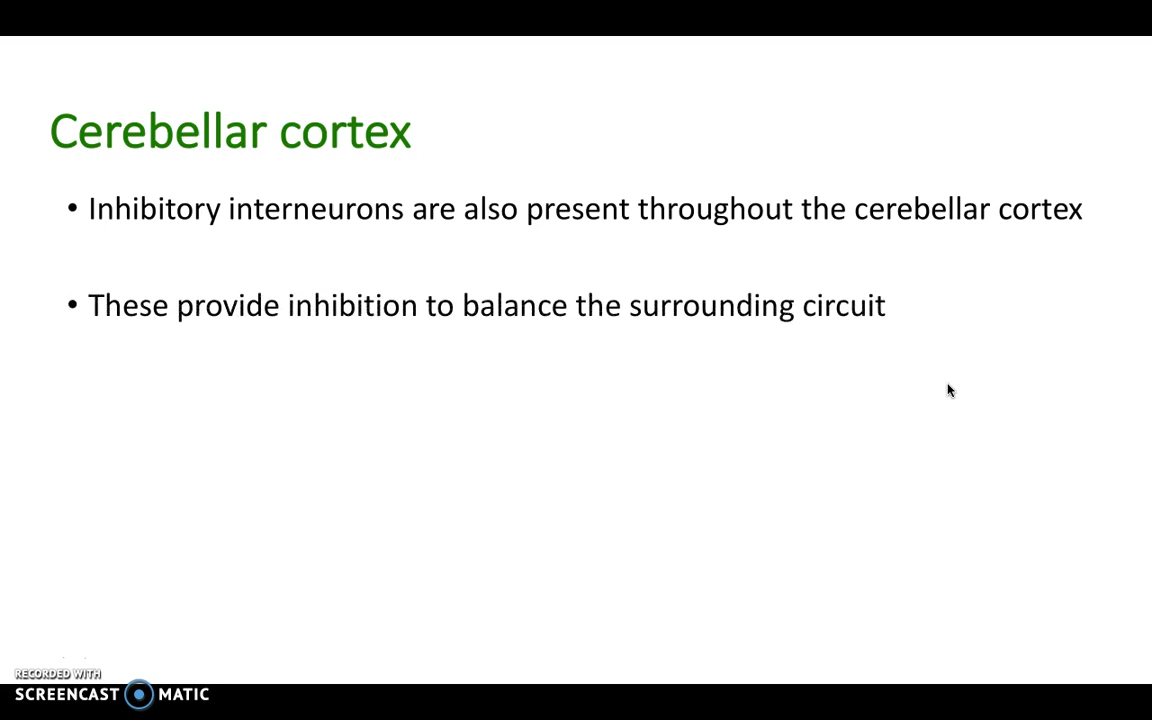 Cerebellar cortex
• Inhibitory interneurons are also present throughout the cerebellar cortex
• These provide inhibition to balance the surrounding circuit
RECORDED WITH
SCREENCAST MATIC